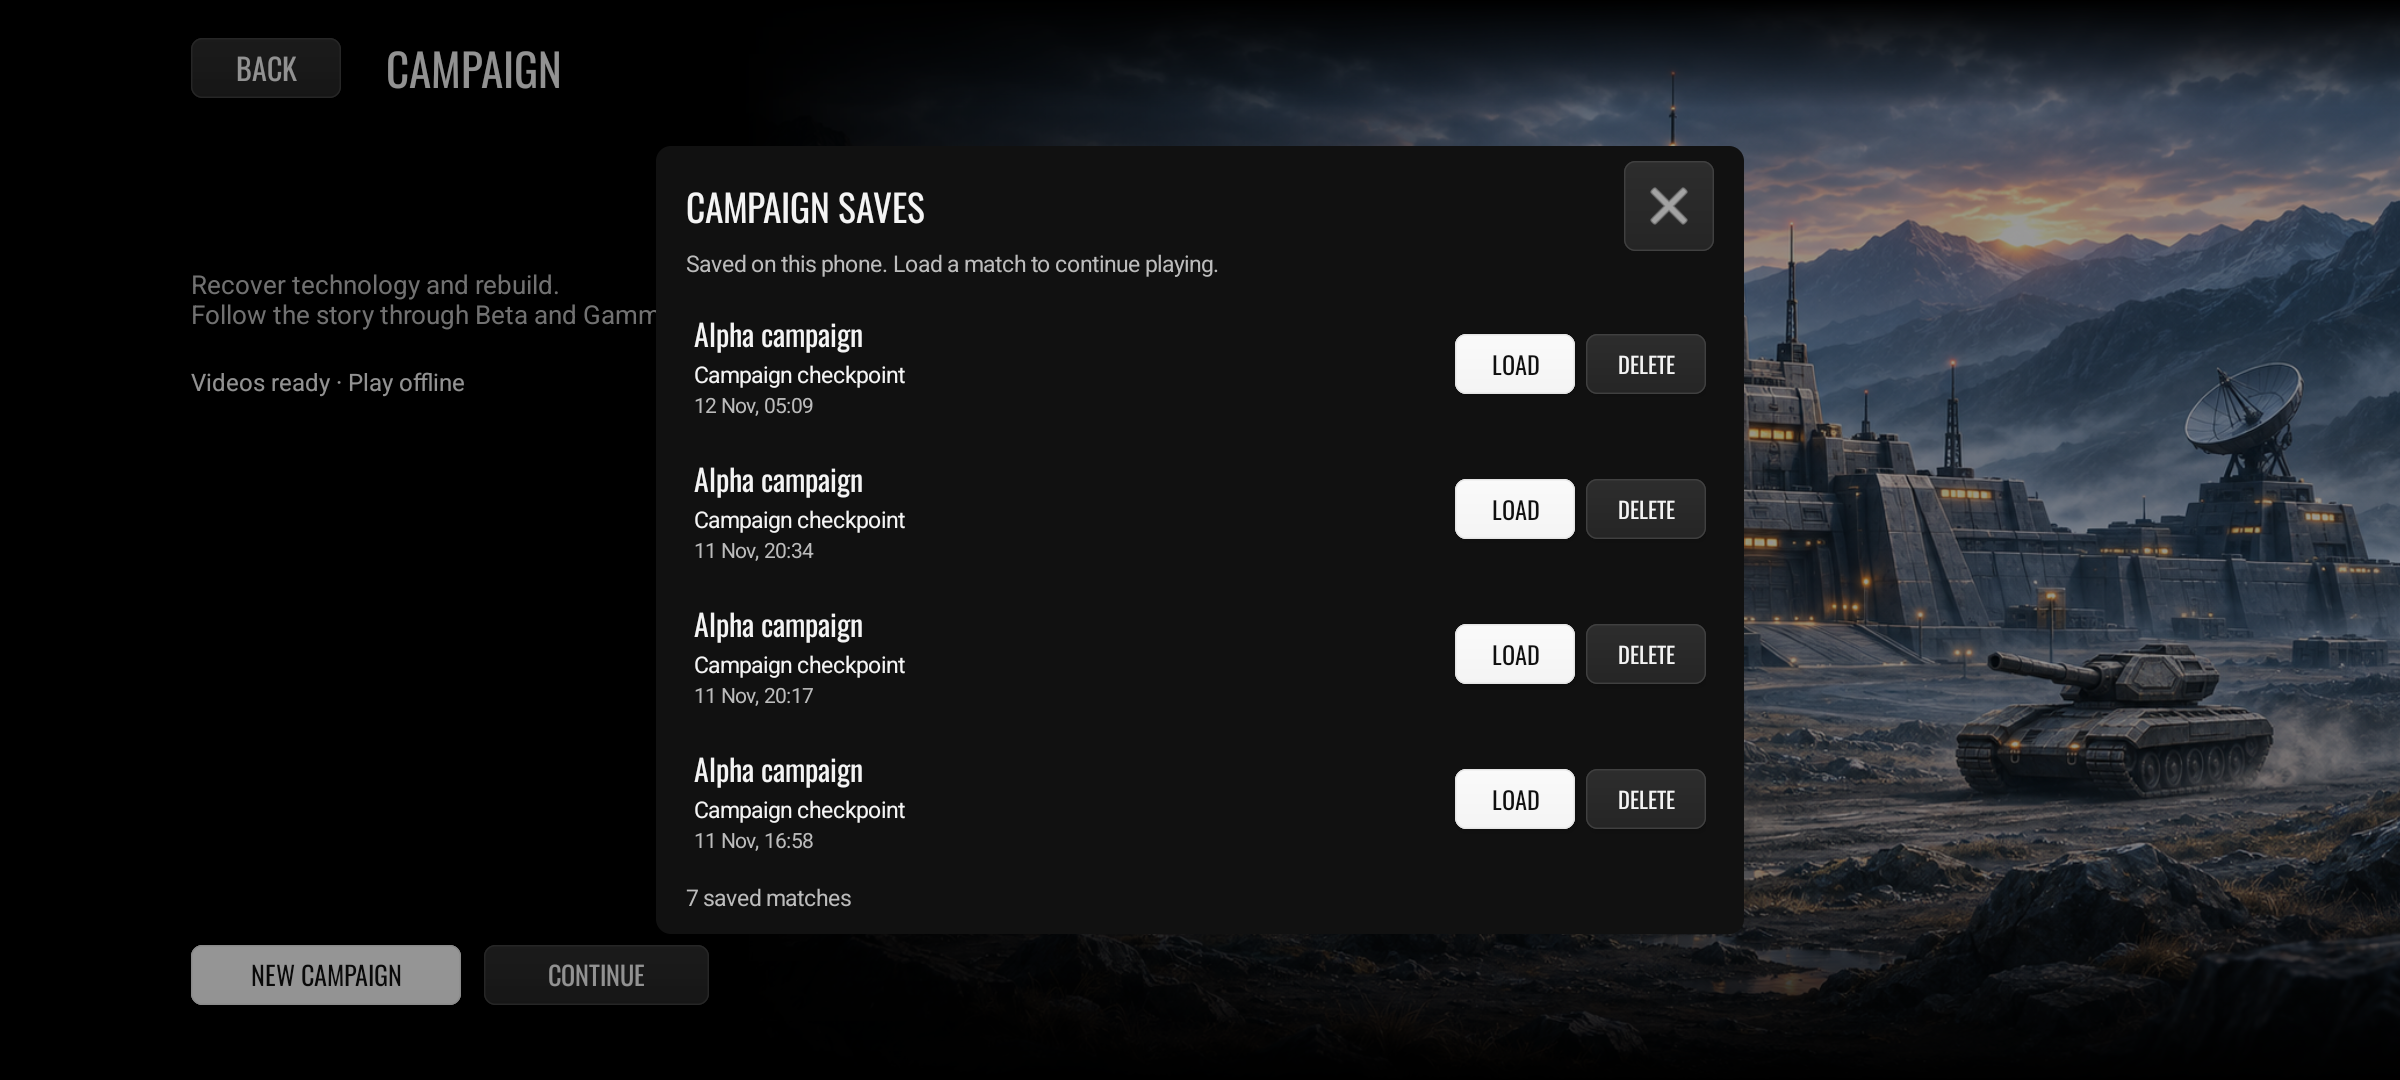 BACK
CAMPAIGN
Recover technology and rebuild.
Follow the story through Beta and Gamm
Videos ready · Play offline
CAMPAIGN SAVES
Saved on this phone. Load a match to continue playing.
Alpha campaign
Campaign checkpoint
12 Nov, 05:09
LOAD
DELETE
Alpha campaign
Campaign checkpoint
11 Nov, 20:34
LOAD
DELETE
Alpha campaign
Campaign checkpoint
11 Nov, 20:17
LOAD
DELETE
Alpha campaign
Campaign checkpoint
11 Nov, 16:58
LOAD
DELETE
7 saved matches
NEW CAMPAIGN
CONTINUE